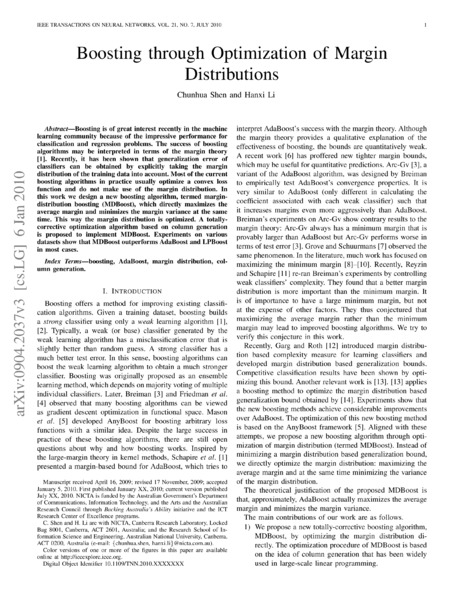 IEEE TRANSACTIONS ON NEURAL NETWORKS, VOL. 21, NO. 7, JULY 2010
1
Boosting through Optimization of Margin
Distributions
Chunhua Shen and Hanxi Li
arXiv:0904.2037v3 [cs.LG] 6 Jan 2010
Abstract—Boosting is of great interest recently in the machine
learning community because of the impressive performance for
classification and regression problems. The success of boosting
algorithms may be interpreted in terms of the margin theory
[1]. Recently, it has been shown that generalization error of
classifiers can be obtained by explicitly taking the margin
distribution of the training data into account. Most of the current
boosting algorithms in practice usually optimize a convex loss
function and do not make use of the margin distribution. In
this work we design a new boosting algorithm, termed margin-
distribution boosting (MDBoost), which directly maximizes the
average margin and minimizes the margin variance at the same
time. This way the margin distribution is optimized. A totally-
corrective optimization algorithm based on column generation
is proposed to implement MDBoost. Experiments on various
datasets show that MDBoost outperforms AdaBoost and LPBoost
in most cases.
Index Terms—boosting, AdaBoost, margin distribution, col-
umn generation.
I. INTRODUCTION
Boosting offers a method for improving existing classifi-
cation algorithms. Given a training dataset, boosting builds
a strong classifier using only a weak learning algorithm [1],
[2]. Typically, a weak (or base) classifier generated by the
weak learning algorithm has a misclassification error that is
slightly better than random guess. A strong classifier has a
much better test error. In this sense, boosting algorithms can
boost the weak learning algorithm to obtain a much stronger
classifier. Boosting was originally proposed as an ensemble
learning method, which depends on majority voting of multiple
individual classifiers. Later, Breiman [3] and Friedman et al.
[4] observed that many boosting algorithms can be viewed
as gradient descent optimization in functional space. Mason
et al. [5] developed AnyBoost for boosting arbitrary loss
functions with a similar idea. Despite the large success in
practice of these boosting algorithms, there are still open
questions about why and how boosting works. Inspired by
the large-margin theory in kernel methods, Schapire et al. [1]
presented a margin-bound for AdaBoost, which tries to
Manuscript received April 16, 2009; revised 17 November, 2009; accepted
January 5, 2010. First published January XX, 2010; current version published
July XX, 2010. NICTA is funded by the Australian Government's Department
of Communications, Information Technology, and the Arts and the Australian
Research Council through Backing Australia's Ability initiative and the ICT
Research Center of Excellence programs.
C. Shen and H. Li are with NICTA, Canberra Research Laboratory, Locked
Bag 8001, Canberra, ACT 2601, Australia; and the Research School of In-
formation Science and Engineering, Australian National University, Canberra,
ACT 0200, Australia (e-mail: {chunhua.shen, hanxi.li}@nicta.com.au).
Color versions of one or more of the figures in this paper are available
online at http://ieeexplore.ieee.org.
Digital Object Identifier 10.1109/TNN.2010.XXXXXXX
interpret AdaBoost's success with the margin theory. Although
the margin theory provides a qualitative explanation of the
effectiveness of boosting, the bounds are quantitatively weak.
A recent work [6] has proffered new tighter margin bounds,
which may be useful for quantitative predictions. Arc-Gv [3], a
variant of the AdaBoost algorithm, was designed by Breiman
to empirically test AdaBoost's convergence properties. It is
very similar to AdaBoost (only different in calculating the
coefficient associated with each weak classifier) such that
it increases margins even more aggressively than AdaBoost.
Breiman's experiments on Arc-Gv show contrary results to the
margin theory: Arc-Gv always has a minimum margin that is
provably larger than AdaBoost but Arc-Gv performs worse in
terms of test error [3]. Grove and Schuurmans [7] observed the
same phenomenon. In the literature, much work has focused on
maximizing the minimum margin [8]–[10]. Recently, Reyzin
and Schapire [11] re-ran Breiman's experiments by controlling
weak classifiers' complexity. They found that a better margin
distribution is more important than the minimum margin. It
is of importance to have a large minimum margin, but not
at the expense of other factors. They thus conjectured that
maximizing the average margin rather than the minimum
margin may lead to improved boosting algorithms. We try to
verify this conjecture in this work.
Recently, Garg and Roth [12] introduced margin distribu-
tion based complexity measure for learning classifiers and
developed margin distribution based generalization bounds.
Competitive classification results have been shown by opti-
mizing this bound. Another relevant work is [13]. [13] applies
a boosting method to optimize the margin distribution based
generalization bound obtained by [14]. Experiments show that
the new boosting methods achieve considerable improvements
over AdaBoost. The optimization of this new boosting method
is based on the AnyBoost framework [5]. Aligned with these
attempts, we propose a new boosting algorithm through opti-
mization of margin distribution (termed MDBoost). Instead of
minimizing a margin distribution based generalization bound,
we directly optimize the margin distribution: maximizing the
average margin and at the same time minimizing the variance
of the margin distribution.
The theoretical justification of the proposed MDBoost is
that, approximately, AdaBoost actually maximizes the average
margin and minimizes the margin variance.
The main contributions of our work are as follows.
1) We propose a new totally-corrective boosting algorithm,
MDBoost, by optimizing the margin distribution di-
rectly. The optimization procedure of MDBoost is based
on the idea of column generation that has been widely
used in large-scale linear programming.